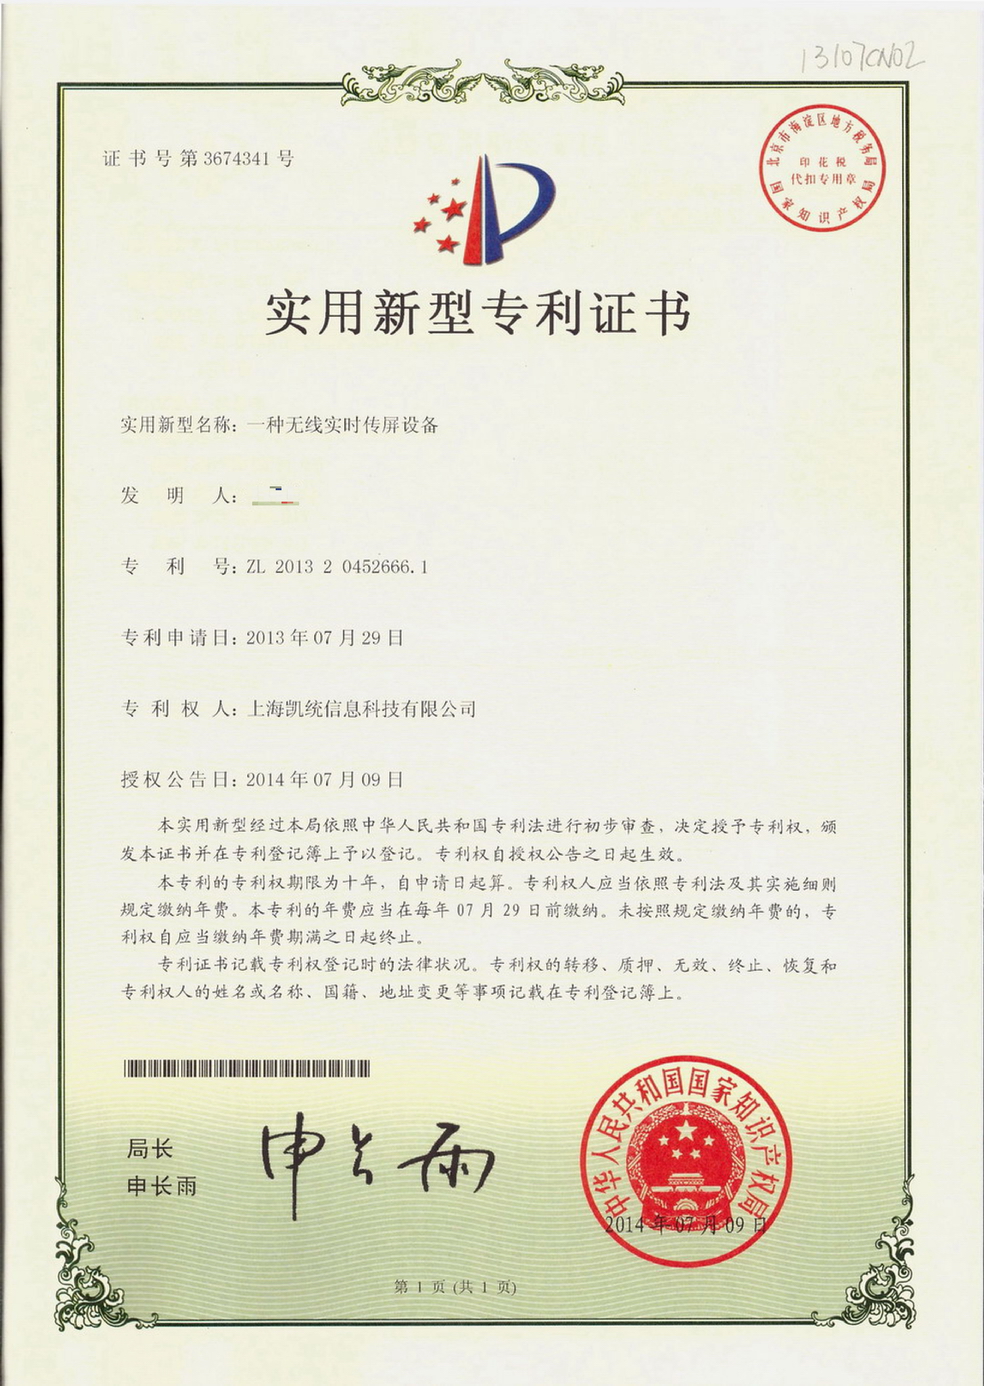 13107CN02
证书号第3674341号
北京市海淀区地方税务局
印花税
代扣专用章
国家知识产权局
实用新型专利证书
实用新型名称：一种无线实时传屏设备
发明人：
专利号：ZL 2013 2 0452666.1
专利申请日：2013年07月29日
专利权人：上海凯统信息科技有限公司
授权公告日：2014年07月09日
本实用新型经过本局依照中华人民共和国专利法进行初步审查，决定授予专利权，颁
发本证书并在专利登记簿上予以登记。专利权自授权公告之日起生效。
本专利的专利权期限为十年，自申请日起算。专利权人应当依照专利法及其实施细则
规定缴纳年费。本专利的年费应当在每年07月29日前缴纳。未按照规定缴纳年费的，专
利权自应当缴纳年费期满之日起终止。
专利证书记载专利权登记时的法律状况。专利权的转移、质押、无效、终止、恢复和
专利权人的姓名或名称、国籍、地址变更等事项记载在专利登记簿上。
局长
申长雨
申长雨
中华人民共和国国家知识产权局
2014年07月09日
第1页(共1页)